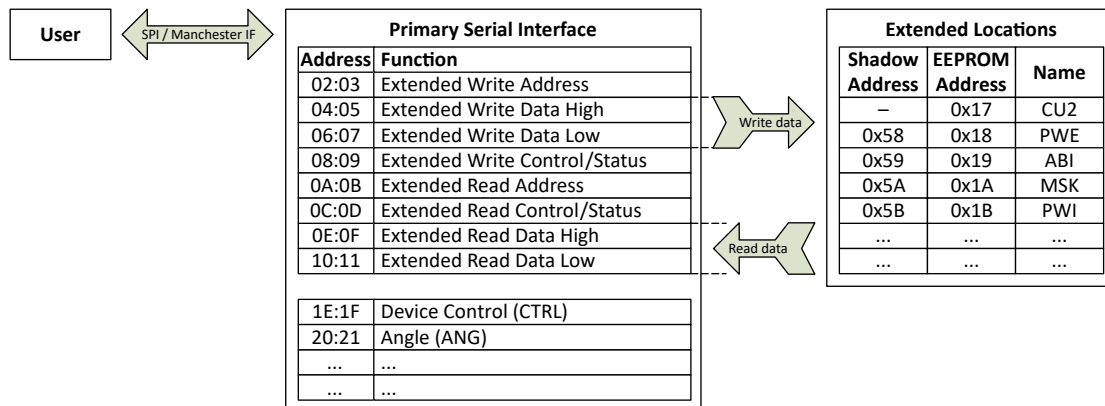 User
SPI / Manchester IF
Primary Serial Interface
Address Function
02:03 Extended Write Address
04:05 Extended Write Data High
06:07 Extended Write Data Low
08:09 Extended Write Control/Status
0A:0B Extended Read Address
0C:0D Extended Read Control/Status
0E:0F Extended Read Data High
10:11 Extended Read Data Low
1E:1F Device Control (CTRL)
20:21 Angle (ANG)
... ...
... ...
Write data
Read data
Extended Locations
Shadow Address EEPROM Address Name
– 0x17 CU2
0x58 0x18 PWE
0x59 0x19 ABI
0x5A 0x1A MSK
0x5B 0x1B PWI
... ... ...
... ... ...